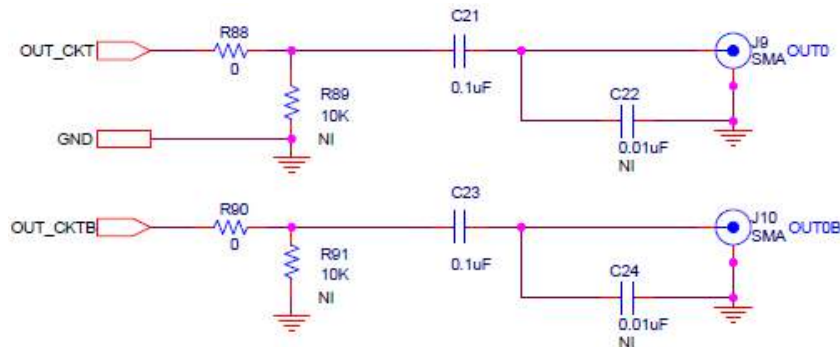 C21
R88
OUT_CKT
J9
OUT0
SMA
0
0.1uF
R89
10K
NI
C22
GND
0.01uF
NI
C23
R90
OUT_CKTB
J10
OUT0B
SMA
0
0.1uF
R91
10K
NI
C24
0.01uF
NI